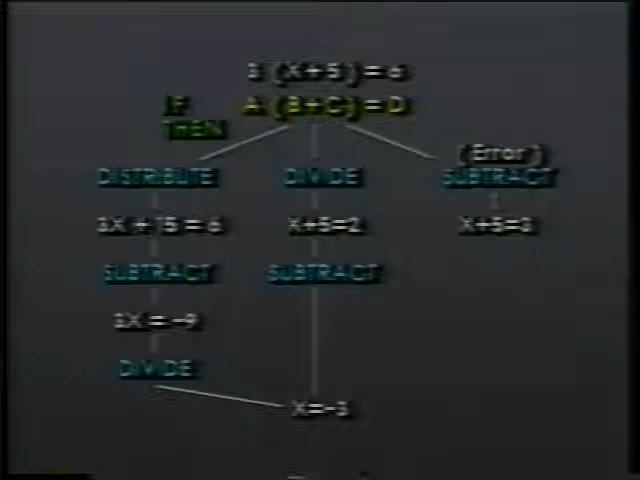 3(X+5)=6
IF A(B+C)=D
THEN
(Error)
DISTRIBUTE DIVIDE SUBTRACT
3X+15=6 X+5=2 X+5=3
SUBTRACT SUBTRACT
3X=-9
DIVIDE
X=-3